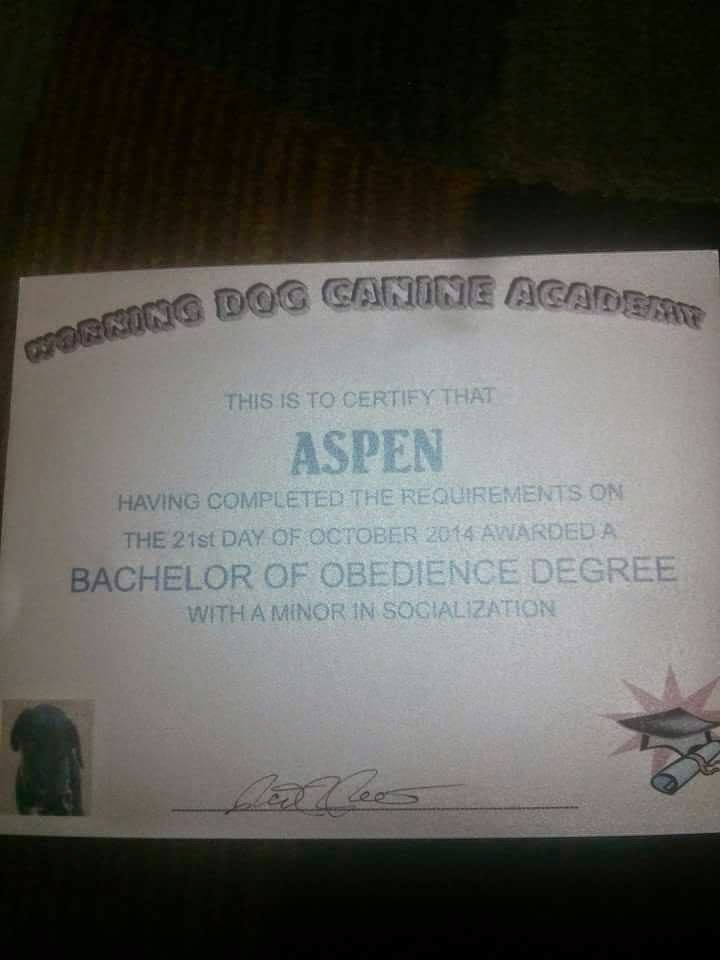 WORKING DOG CANINE ACADEMY
THIS IS TO CERTIFY THAT
ASPEN
HAVING COMPLETED THE REQUIREMENTS ON
THE 21st DAY OF OCTOBER 2014 AWARDED A
BACHELOR OF OBEDIENCE DEGREE
WITH A MINOR IN SOCIALIZATION